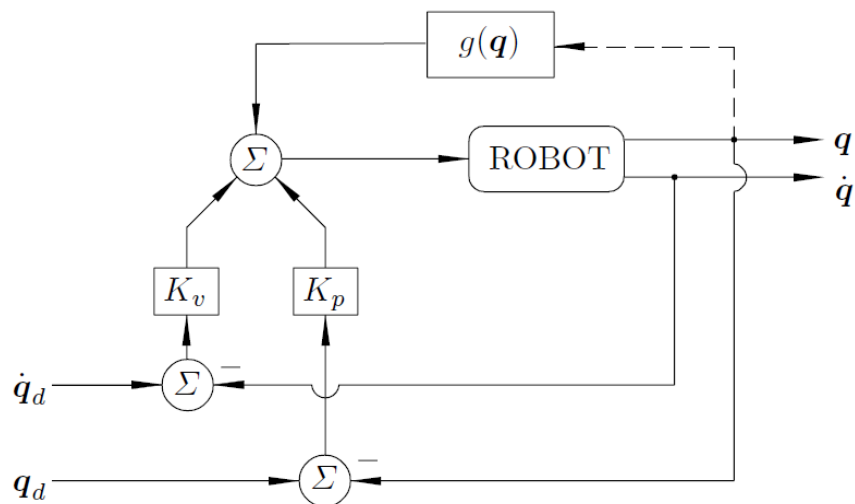 g(q)
Σ
ROBOT
q
q̇
K_v
K_p
q̇_d
Σ
−
q_d
Σ
−